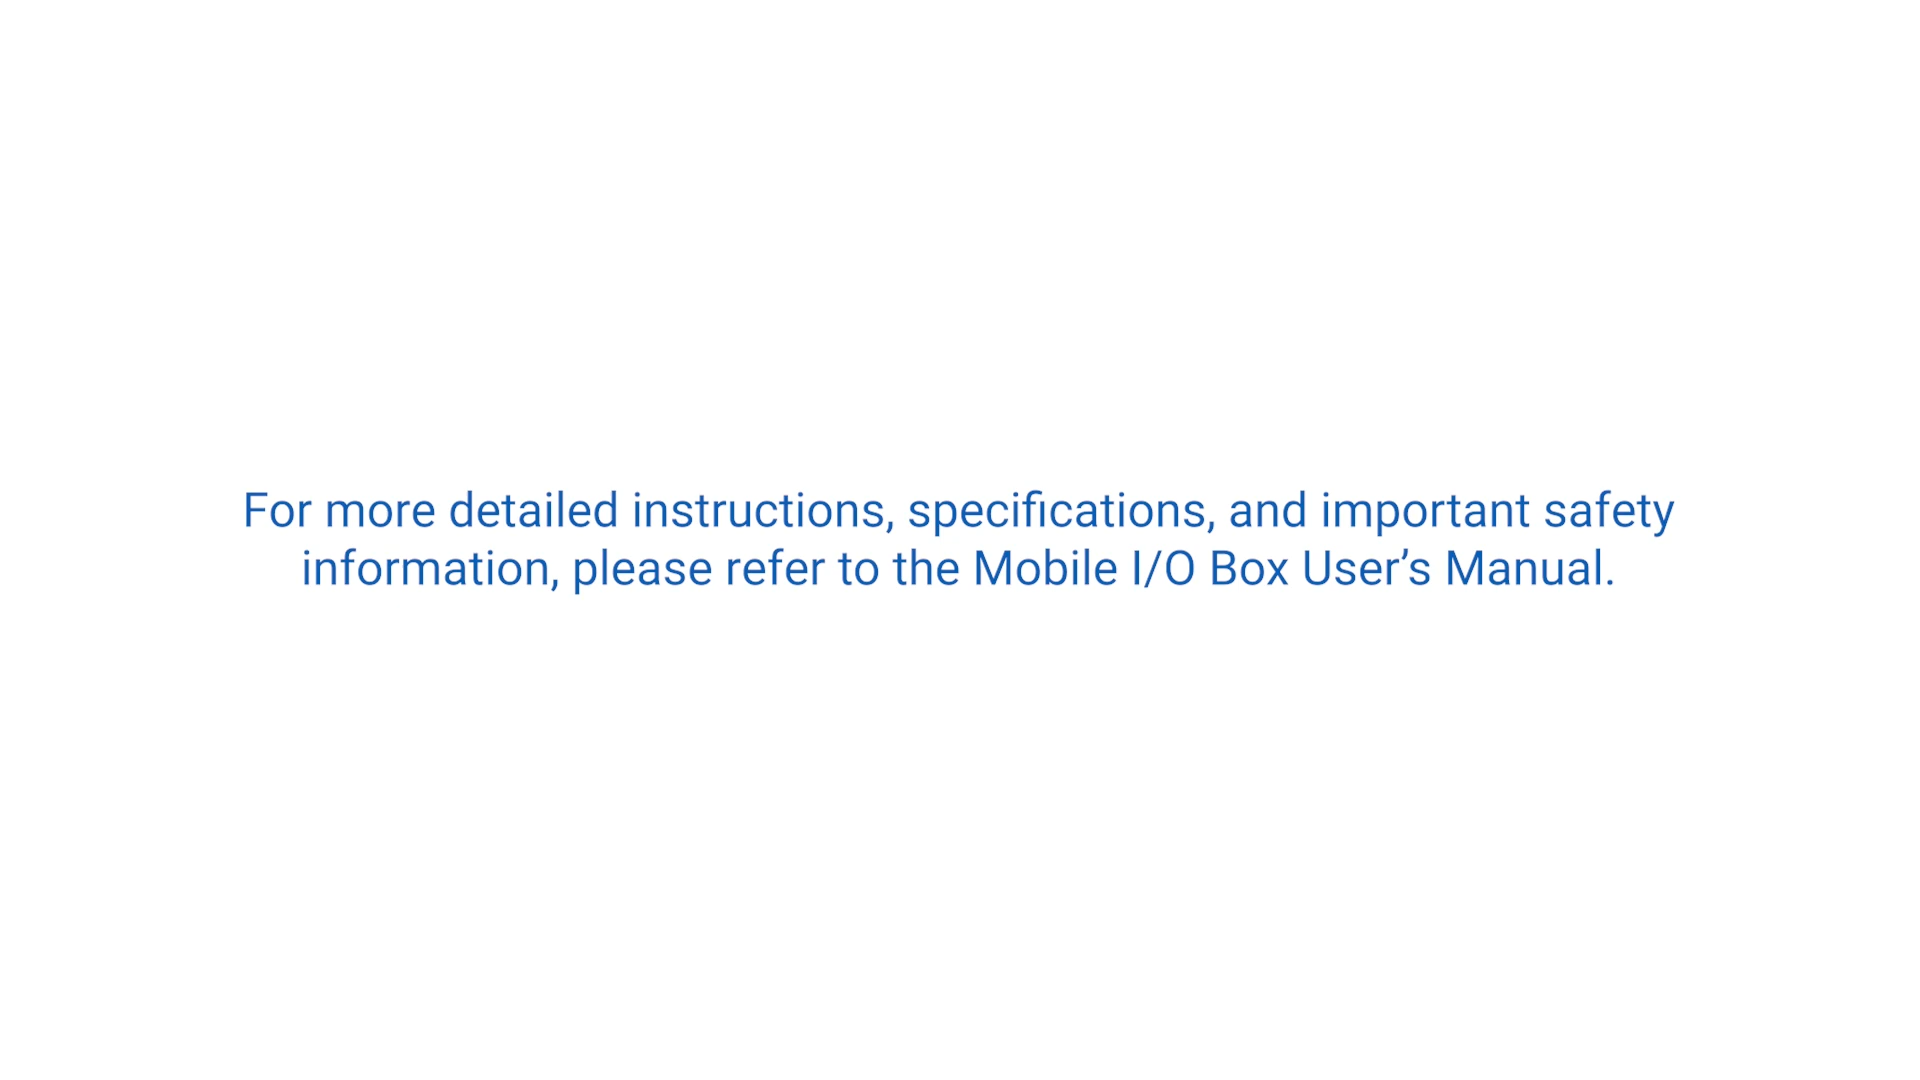 For more detailed instructions, specifications, and important safety
information, please refer to the Mobile I/O Box User’s Manual.